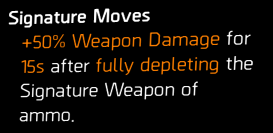 Signature Moves
+50% Weapon Damage for
15s after fully depleting the
Signature Weapon of
ammo.